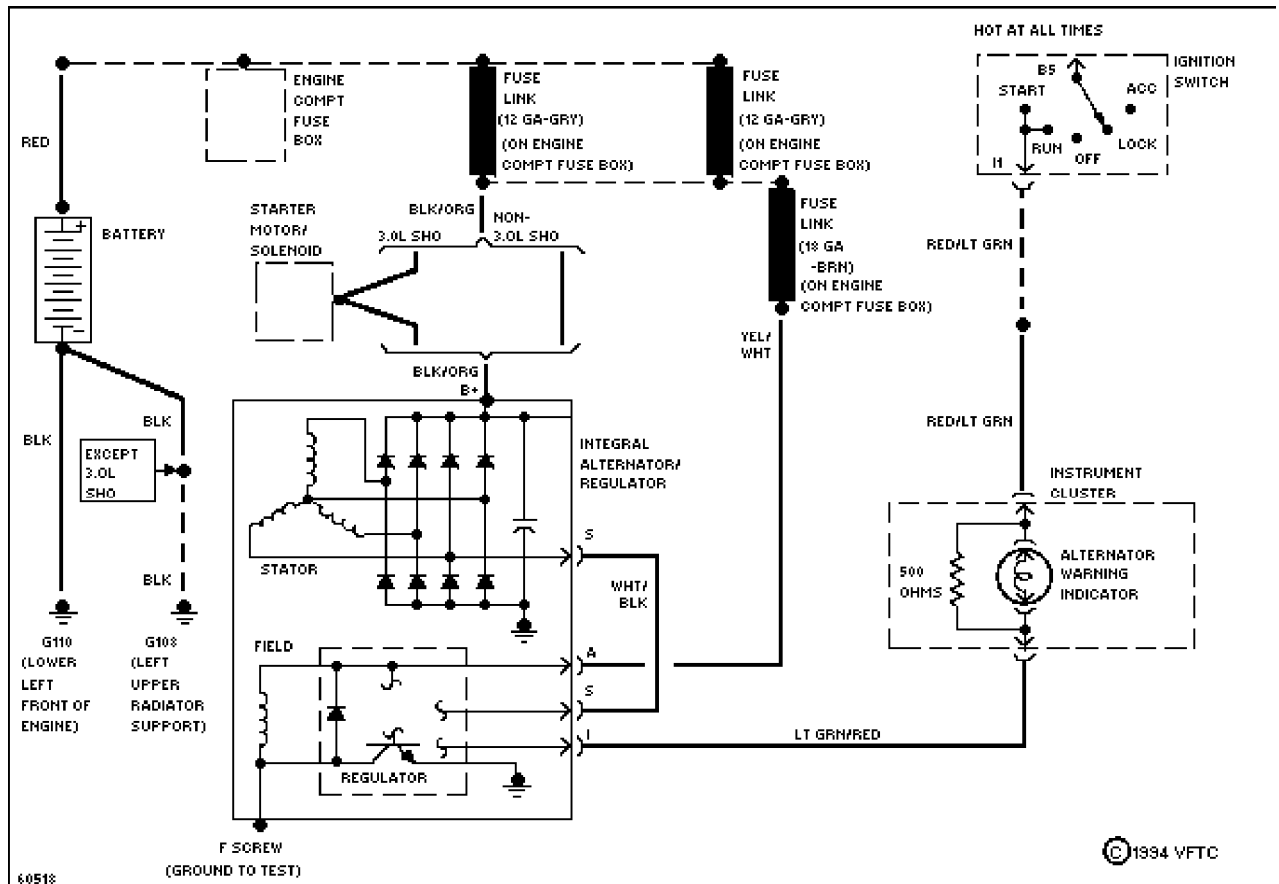 HOT AT ALL TIMES
IGNITION
SWITCH
B5
ACC
START
LOCK
RUN
OFF
I1
ENGINE
COMPT
FUSE
BOX
FUSE
LINK
(12 GA-GRY)
(ON ENGINE
COMPT FUSE BOX)
FUSE
LINK
(12 GA-GRY)
(ON ENGINE
COMPT FUSE BOX)
RED
BATTERY
+
-
STARTER
MOTOR/
SOLENOID
BLK/ORG
3.0L SHO
NON-
3.0L SHO
FUSE
LINK
(18 GA
-BRN)
(ON ENGINE
COMPT FUSE BOX)
RED/LT GRN
YEL/
WHT
BLK/ORG
B+
BLK
BLK
EXCEPT
3.0L
SHO
INTEGRAL
ALTERNATOR/
REGULATOR
RED/LT GRN
INSTRUMENT
CLUSTER
STATOR
S
WHT/
BLK
500
OHMS
ALTERNATOR
WARNING
INDICATOR
BLK
G110
(LOWER
LEFT
FRONT OF
ENGINE)
G108
(LEFT
UPPER
RADIATOR
SUPPORT)
FIELD
A
S
I
LT GRN/RED
REGULATOR
F SCREW
(GROUND TO TEST)
© 1994 VFTC
60518